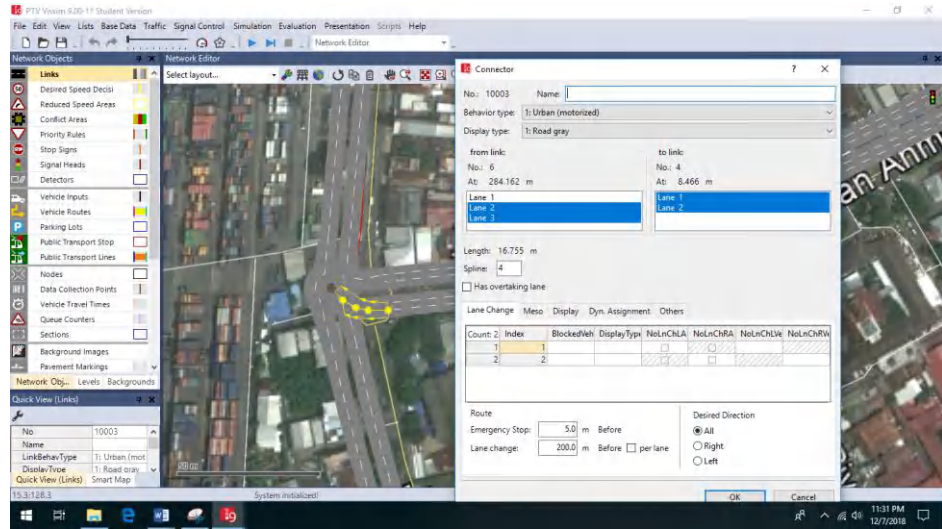 PTV Vissim 9.00-11 Student Version
File Edit View Lists Base Data Traffic Signal Control Simulation Evaluation Presentation Scripts Help
Network Editor
Network Objects
Links
Desired Speed Decisi
Reduced Speed Areas
Conflict Areas
Priority Rules
Stop Signs
Signal Heads
Detectors
Vehicle Inputs
Vehicle Routes
Parking Lots
Public Transport Stop
Public Transport Lines
Nodes
Data Collection Points
Vehicle Travel Times
Queue Counters
Sections
Background Images
Pavement Markings
Network Obj... Levels Backgrounds
Quick View (Links)
No 10003
Name
LinkBehavType 1: Urban (mot
DisplayType 1: Road gray
Quick View (Links) Smart Map
Network Editor
Select layout...
Connector
No.: 10003 Name:
Behavior type: 1: Urban (motorized)
Display type: 1: Road gray
from link: to link:
No.: 6 No.: 4
At: 284.162 m At: 8.466 m
Lane 1 Lane 1
Lane 2 Lane 2
Lane 3
Length: 16.755 m
Spline: 4
Has overtaking lane
Lane Change Meso Display Dyn. Assignment Others
Count: 2 Index BlockedVeh DisplayType NoLnChLA NoLnChRA NoLnChLVe NoLnChRVe
1 1
2 2
Route Desired Direction
Emergency Stop: 5.0 m Before All
Lane change: 200.0 m Before per lane Right
Left
OK Cancel
15.3:128.3 System initialized!
11:31 PM
12/7/2018